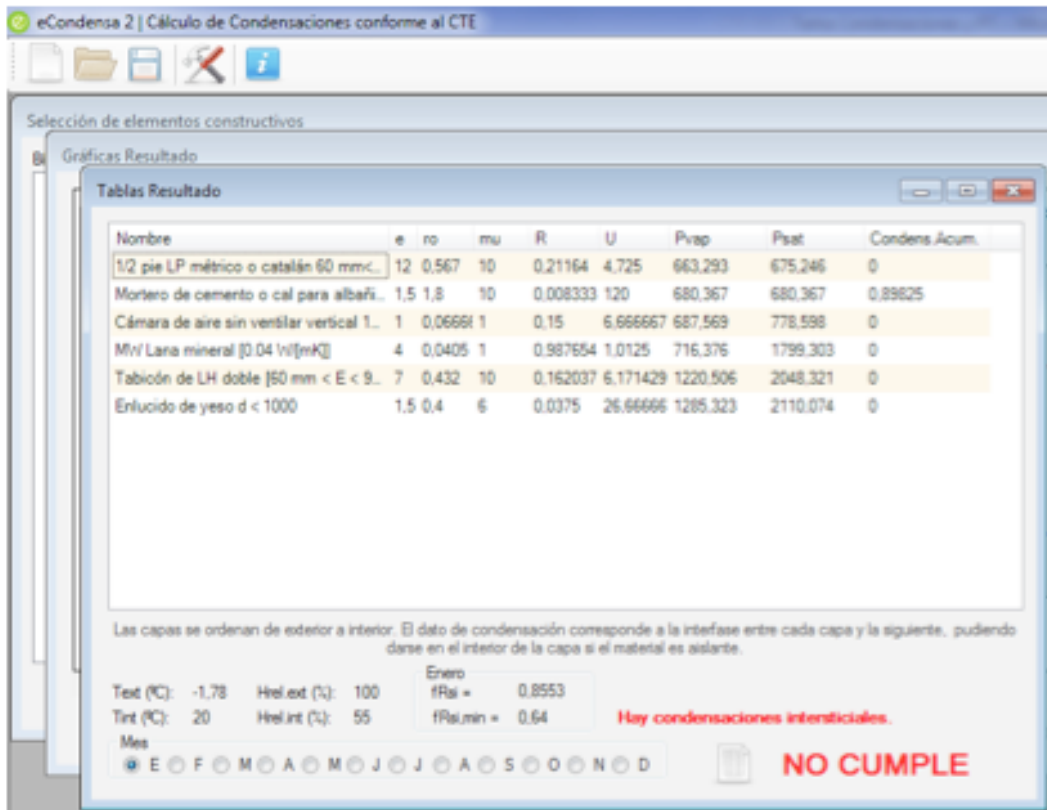 eCondensa 2 | Cálculo de Condensaciones conforme al CTE
Selección de elementos constructivos
Gráficas Resultado
Tablas Resultado
Nombre e ro mu R U Pvap Psat Condens.Acum.
1/2 pie LP métrico o catalán 60 mm<.. 12 0,567 10 0,21164 4,725 663,293 675,246 0
Mortero de cemento o cal para albañi... 1,5 1,8 10 0,008333 120 680,367 680,367 0,89825
Cámara de aire sin ventilar vertical 1... 1 0,0666( 1 0,15 6,666667 687,569 778,598 0
MW Lana mineral [0.04 W/[mK]] 4 0,0405 1 0,987654 1,0125 716,376 1799,303 0
Tabicón de LH doble [60 mm < E < 9... 7 0,432 10 0,162037 6,171429 1220,506 2048,321 0
Enlucido de yeso d < 1000 1,5 0,4 6 0,0375 26,66666 1285,323 2110,074 0
Las capas se ordenan de exterior a interior. El dato de condensación corresponde a la interfase entre cada capa y la siguiente, pudiendo
darse en el interior de la capa si el material es aislante.
Enero
Text (ºC): -1,78 Hrel.ext (%): 100 fRsi = 0,8553
Tint (ºC): 20 Hrel.int (%): 55 fRsi,min = 0,64 Hay condensaciones intersticiales.
Mes
E F M A M J J A S O N D
NO CUMPLE